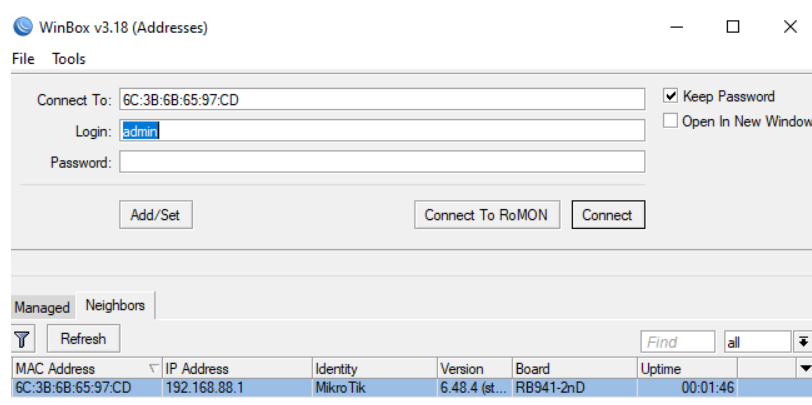 WinBox v3.18 (Addresses)
File Tools
Connect To: 6C:3B:6B:65:97:CD
Keep Password
Login: admin
Open In New Window
Password:
Add/Set Connect To RoMON Connect
Managed Neighbors
Refresh Find all
MAC Address IP Address Identity Version Board Uptime
6C:3B:6B:65:97:CD 192.168.88.1 MikroTik 6.48.4 (st... RB941-2nD 00:01:46